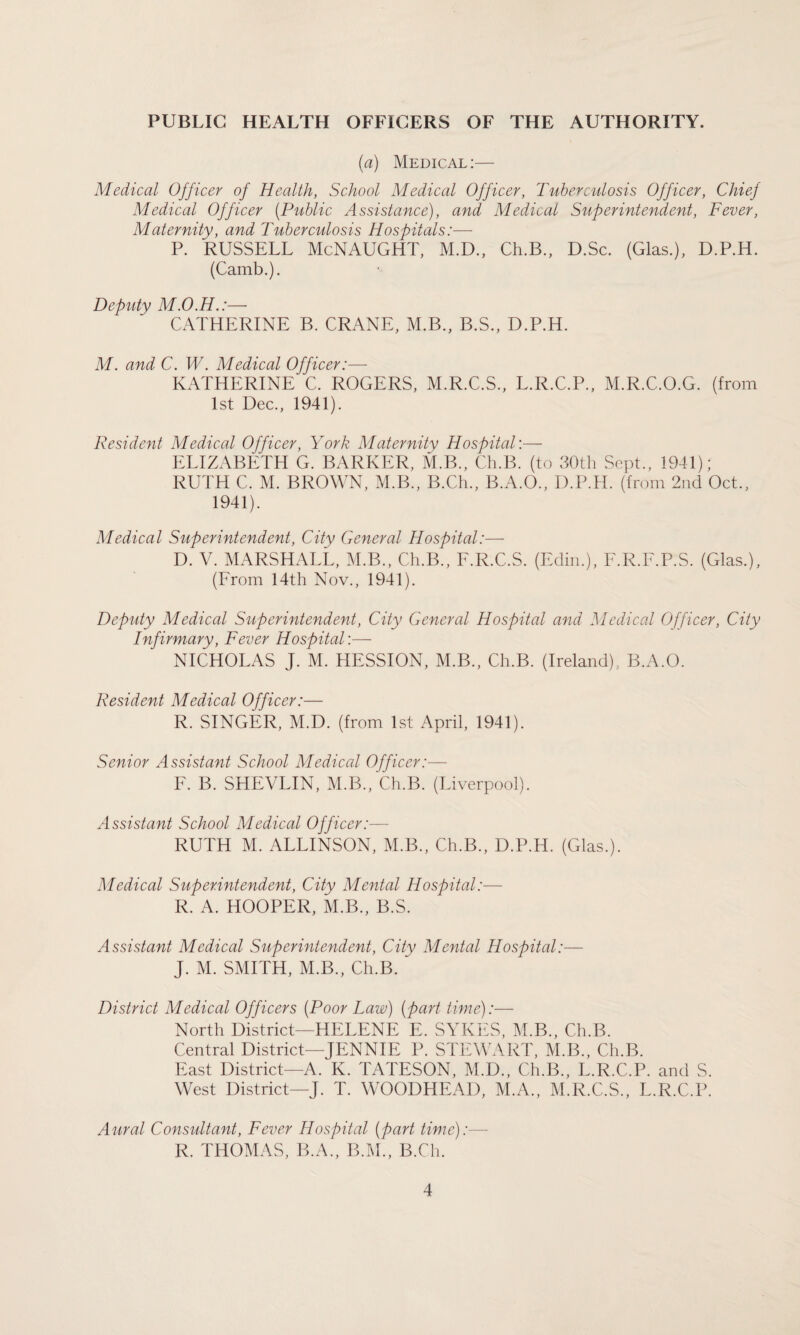 PUBLIC HEALTH OFFICERS OF THE AUTHORITY.
(a) MEDICAL:—
Medical Officer of Health, School Medical Officer, Tuberculosis Officer, Chief
Medical Officer (Public Assistance), and Medical Superintendent, Fever,
Maternity, and Tuberculosis Hospitals:—
P. RUSSELL McNAUGHT, M.D., Ch.B., D.Sc. (Glas.), D.P.H.
(Camb.).
Deputy M.O.H.:—
CATHERINE B. CRANE, M.B., B.S., D.P.H.
M. and C. W. Medical Officer:—
KATHERINE C. ROGERS, M.R.C.S., L.R.C.P., M.R.C.O.G. (from
1st Dec., 1941).
Resident Medical Officer, York Maternity Hospital:—
ELIZABETH G. BARKER, M.B., Ch.B. (to 30th Sept., 1941);
RUTH C. M. BROWN, M.B., B.Ch., B.A.O., D.P.H. (from 2nd Oct.,
1941).
Medical Superintendent, City General Hospital:—
D. V. MARSHALL, M.B., Ch.B., F.R.C.S. (Edin.), F.R.F.P.S. (Glas.),
(From 14th Nov., 1941).
Deputy Medical Superintendent, City General Hospital and Medical Officer, City
Infirmary, Fever Hospital:—
NICHOLAS J. M. HESSION, M.B., Ch.B. (Ireland), B.A.O.
Resident Medical Officer:—
R. SINGER, M.D. (from 1st April, 1941).
Senior Assistant School Medical Officer:—
F. B. SHEVLIN, M.B., Ch.B. (Liverpool).
Assistant School Medical Officer:—
RUTH M. ALLINSON, M.B., Ch.B., D.P.H. (Glas.).
Medical Superintendent, City Mental Hospital:—
R. A. HOOPER, M.B., B.S.
Assistant Medical Superintendent, City Mental Hospital:—
J. M. SMITH, M.B., Ch.B.
District Medical Officers (Poor Law) (part time):—
North District—HELENE E. SYKES, M.B., Ch.B.
Central District—JENNIE P. STEWART, M.B., Ch.B.
East District—A. K. TATESON, M.D., Ch.B., L.R.C.P. and S.
West District—J. T. WOODHEAD, M.A., M.R.C.S., L.R.C.P.
Aural Consultant, Fever Hospital (part time):—
R. THOMAS, B.A., B.M., B.Ch.
4